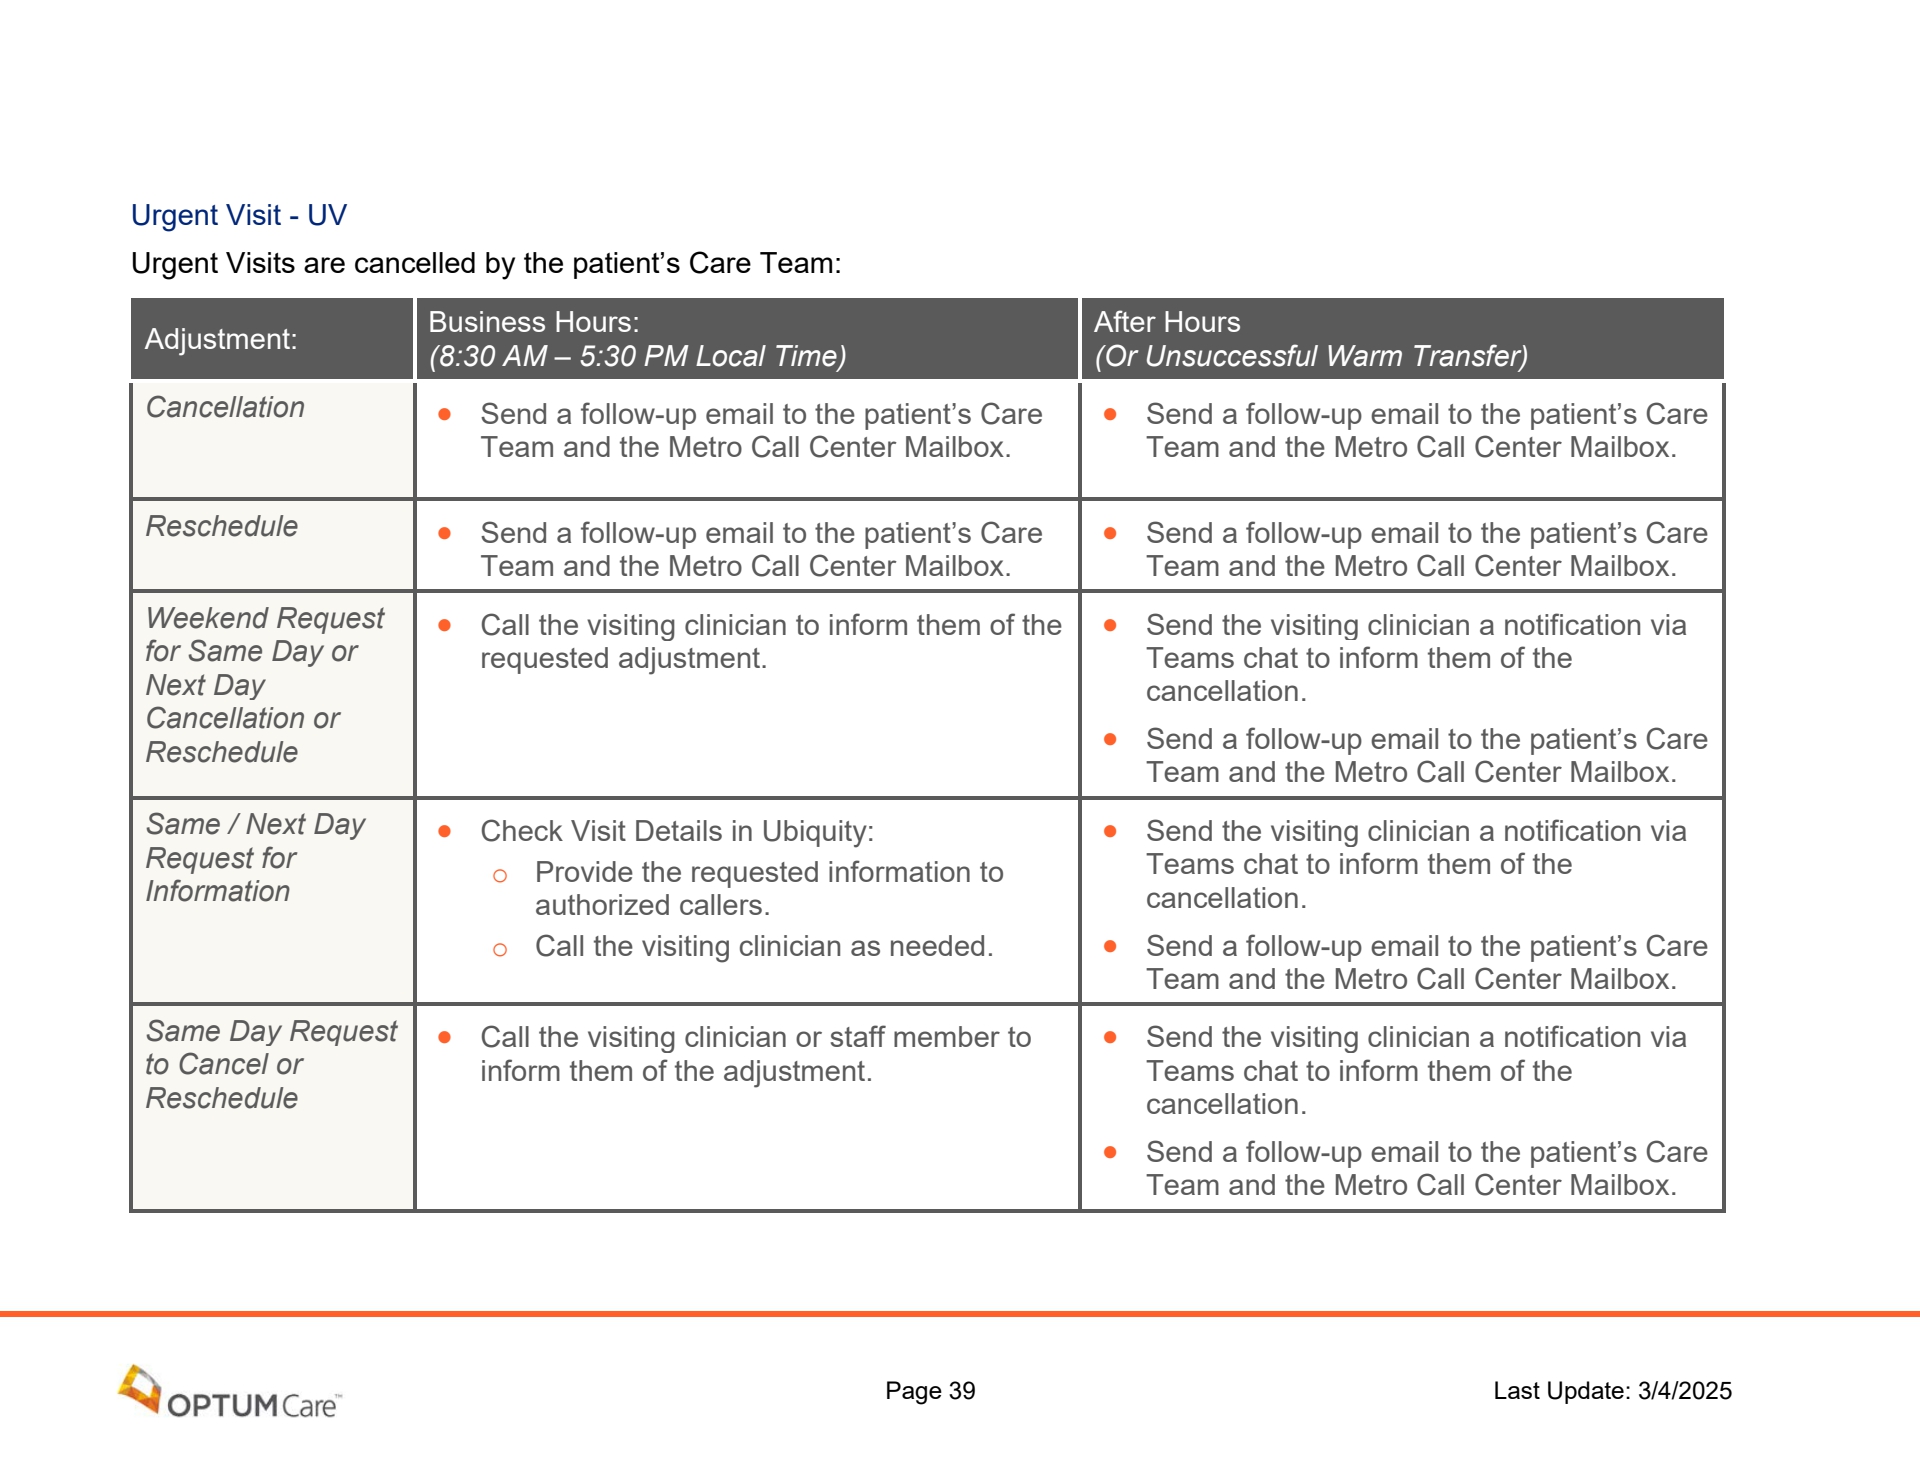 Urgent Visit - UV
Urgent Visits are cancelled by the patient’s Care Team:
Adjustment:
Business Hours:
(8:30 AM – 5:30 PM Local Time)
After Hours
(Or Unsuccessful Warm Transfer)
Cancellation
• Send a follow-up email to the patient’s Care
Team and the Metro Call Center Mailbox.
• Send a follow-up email to the patient’s Care
Team and the Metro Call Center Mailbox.
Reschedule
• Send a follow-up email to the patient’s Care
Team and the Metro Call Center Mailbox.
• Send a follow-up email to the patient’s Care
Team and the Metro Call Center Mailbox.
Weekend Request
for Same Day or
Next Day
Cancellation or
Reschedule
• Call the visiting clinician to inform them of the
requested adjustment.
• Send the visiting clinician a notification via
Teams chat to inform them of the
cancellation.
• Send a follow-up email to the patient’s Care
Team and the Metro Call Center Mailbox.
Same / Next Day
Request for
Information
• Check Visit Details in Ubiquity:
o Provide the requested information to
authorized callers.
o Call the visiting clinician as needed.
• Send the visiting clinician a notification via
Teams chat to inform them of the
cancellation.
• Send a follow-up email to the patient’s Care
Team and the Metro Call Center Mailbox.
Same Day Request
to Cancel or
Reschedule
• Call the visiting clinician or staff member to
inform them of the adjustment.
• Send the visiting clinician a notification via
Teams chat to inform them of the
cancellation.
• Send a follow-up email to the patient’s Care
Team and the Metro Call Center Mailbox.
OPTUM Care™
Page 39
Last Update: 3/4/2025